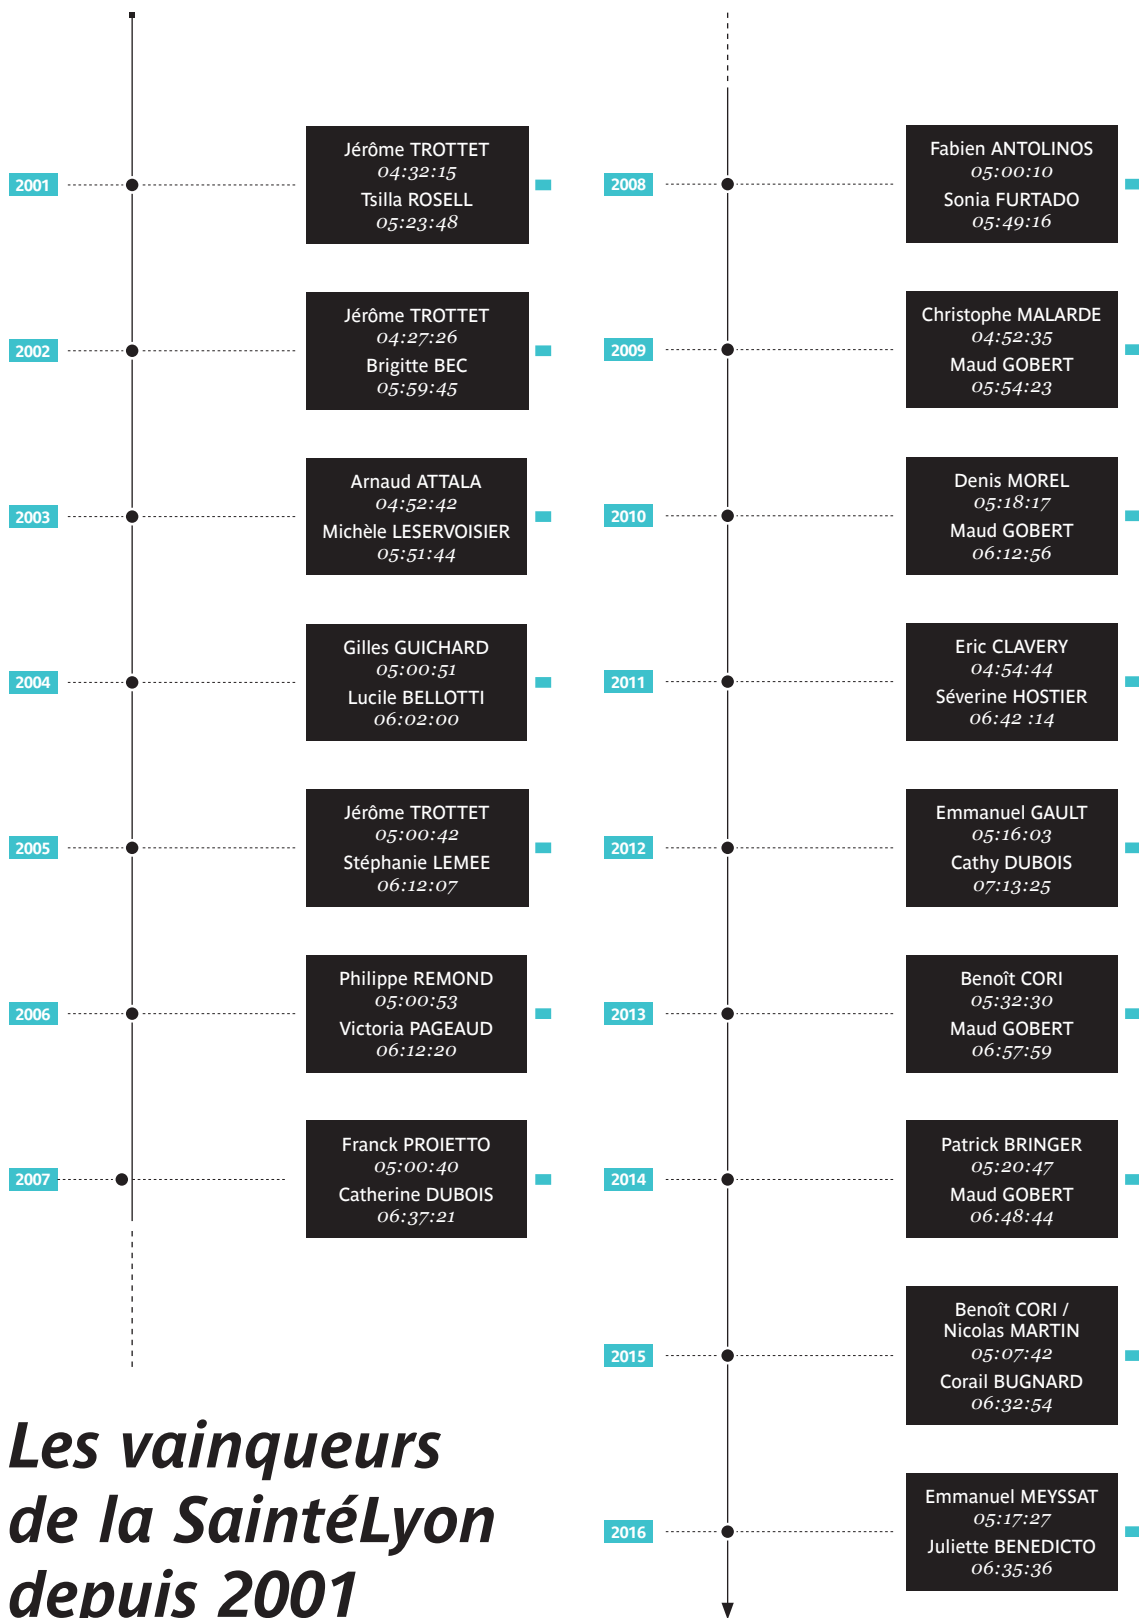 2001
Jérôme TROTTET
04:32:15
Tsilla ROSELL
05:23:48
2002
Jérôme TROTTET
04:27:26
Brigitte BEC
05:59:45
2003
Arnaud ATTALA
04:52:42
Michèle LESERVOISIER
05:51:44
2004
Gilles GUICHARD
05:00:51
Lucile BELLOTTI
06:02:00
2005
Jérôme TROTTET
05:00:42
Stéphanie LEMEE
06:12:07
2006
Philippe REMOND
05:00:53
Victoria PAGEAUD
06:12:20
2007
Franck PROIETTO
05:00:40
Catherine DUBOIS
06:37:21
Les vainqueurs
de la SaintéLyon
depuis 2001
2008
Fabien ANTOLINOS
05:00:10
Sonia FURTADO
05:49:16
2009
Christophe MALARDE
04:52:35
Maud GOBERT
05:54:23
2010
Denis MOREL
05:18:17
Maud GOBERT
06:12:56
2011
Eric CLAVERY
04:54:44
Séverine HOSTIER
06:42 :14
2012
Emmanuel GAULT
05:16:03
Cathy DUBOIS
07:13:25
2013
Benoît CORI
05:32:30
Maud GOBERT
06:57:59
2014
Patrick BRINGER
05:20:47
Maud GOBERT
06:48:44
2015
Benoît CORI /
Nicolas MARTIN
05:07:42
Corail BUGNARD
06:32:54
2016
Emmanuel MEYSSAT
05:17:27
Juliette BENEDICTO
06:35:36